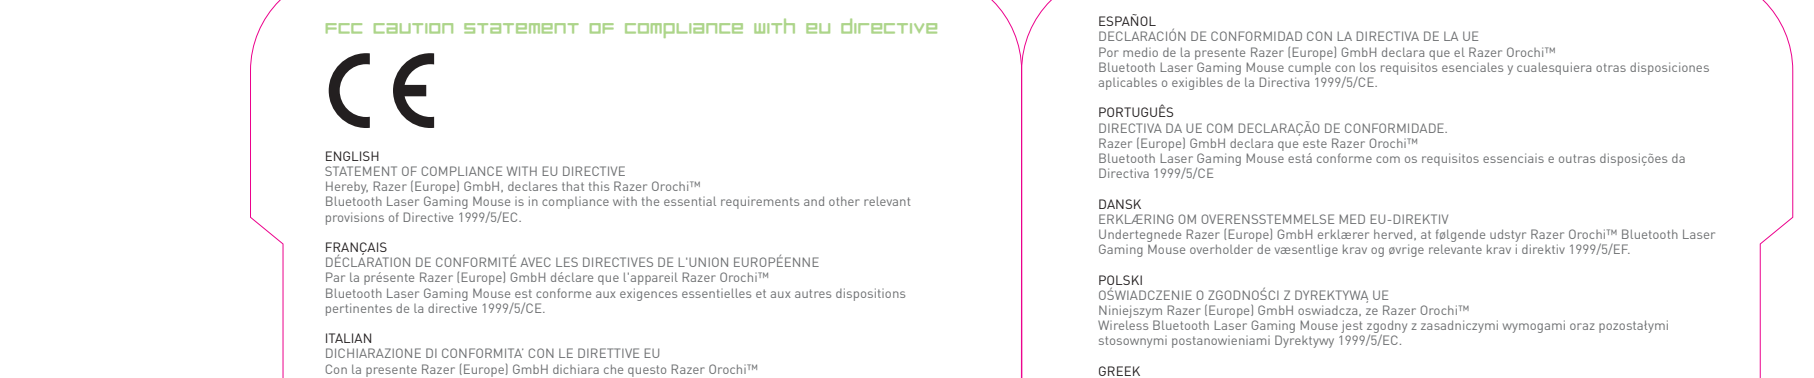 FCC CAUTION STATEMENT OF COMPLIANCE WITH EU DIRECTIVE
CE
ENGLISH
STATEMENT OF COMPLIANCE WITH EU DIRECTIVE
Hereby, Razer (Europe) GmbH, declares that this Razer Orochi™
Bluetooth Laser Gaming Mouse is in compliance with the essential requirements and other relevant
provisions of Directive 1999/5/EC.
FRANÇAIS
DÉCLARATION DE CONFORMITÉ AVEC LES DIRECTIVES DE L'UNION EUROPÉENNE
Par la présente Razer (Europe) GmbH déclare que l'appareil Razer Orochi™
Bluetooth Laser Gaming Mouse est conforme aux exigences essentielles et aux autres dispositions
pertinentes de la directive 1999/5/CE.
ITALIAN
DICHIARAZIONE DI CONFORMITA' CON LE DIRETTIVE EU
Con la presente Razer (Europe) GmbH dichiara che questo Razer Orochi™
ESPAÑOL
DECLARACIÓN DE CONFORMIDAD CON LA DIRECTIVA DE LA UE
Por medio de la presente Razer (Europe) GmbH declara que el Razer Orochi™
Bluetooth Laser Gaming Mouse cumple con los requisitos esenciales y cualesquiera otras disposiciones
aplicables o exigibles de la Directiva 1999/5/CE.
PORTUGUÊS
DIRECTIVA DA UE COM DECLARAÇÃO DE CONFORMIDADE.
Razer (Europe) GmbH declara que este Razer Orochi™
Bluetooth Laser Gaming Mouse está conforme com os requisitos essenciais e outras disposições da
Directiva 1999/5/CE
DANSK
ERKLÆRING OM OVERENSSTEMMELSE MED EU-DIREKTIV
Undertegnede Razer (Europe) GmbH erklærer herved, at følgende udstyr Razer Orochi™ Bluetooth Laser
Gaming Mouse overholder de væsentlige krav og øvrige relevante krav i direktiv 1999/5/EF.
POLSKI
OŚWIADCZENIE O ZGODNOŚCI Z DYREKTYWĄ UE
Niniejszym Razer (Europe) GmbH oswiadcza, ze Razer Orochi™
Wireless Bluetooth Laser Gaming Mouse jest zgodny z zasadniczymi wymogami oraz pozostałymi
stosownymi postanowieniami Dyrektywy 1999/5/EC.
GREEK